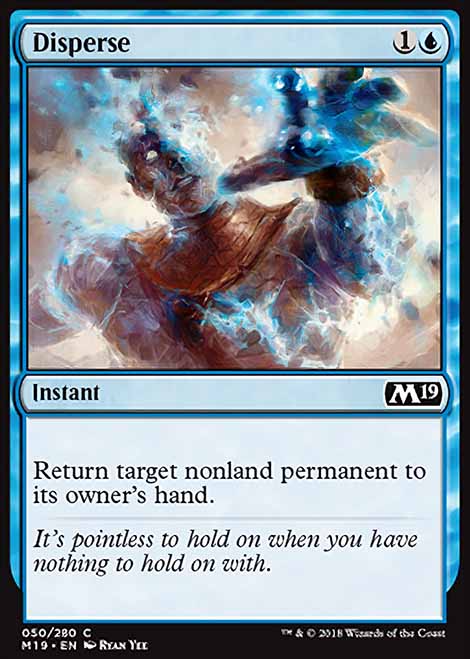 Disperse 1
Instant M19
Return target nonland permanent to
its owner's hand.
It's pointless to hold on when you have
nothing to hold on with.
050/280 C
M19 • EN Ryan Yee
™ & © 2018 Wizards of the Coast